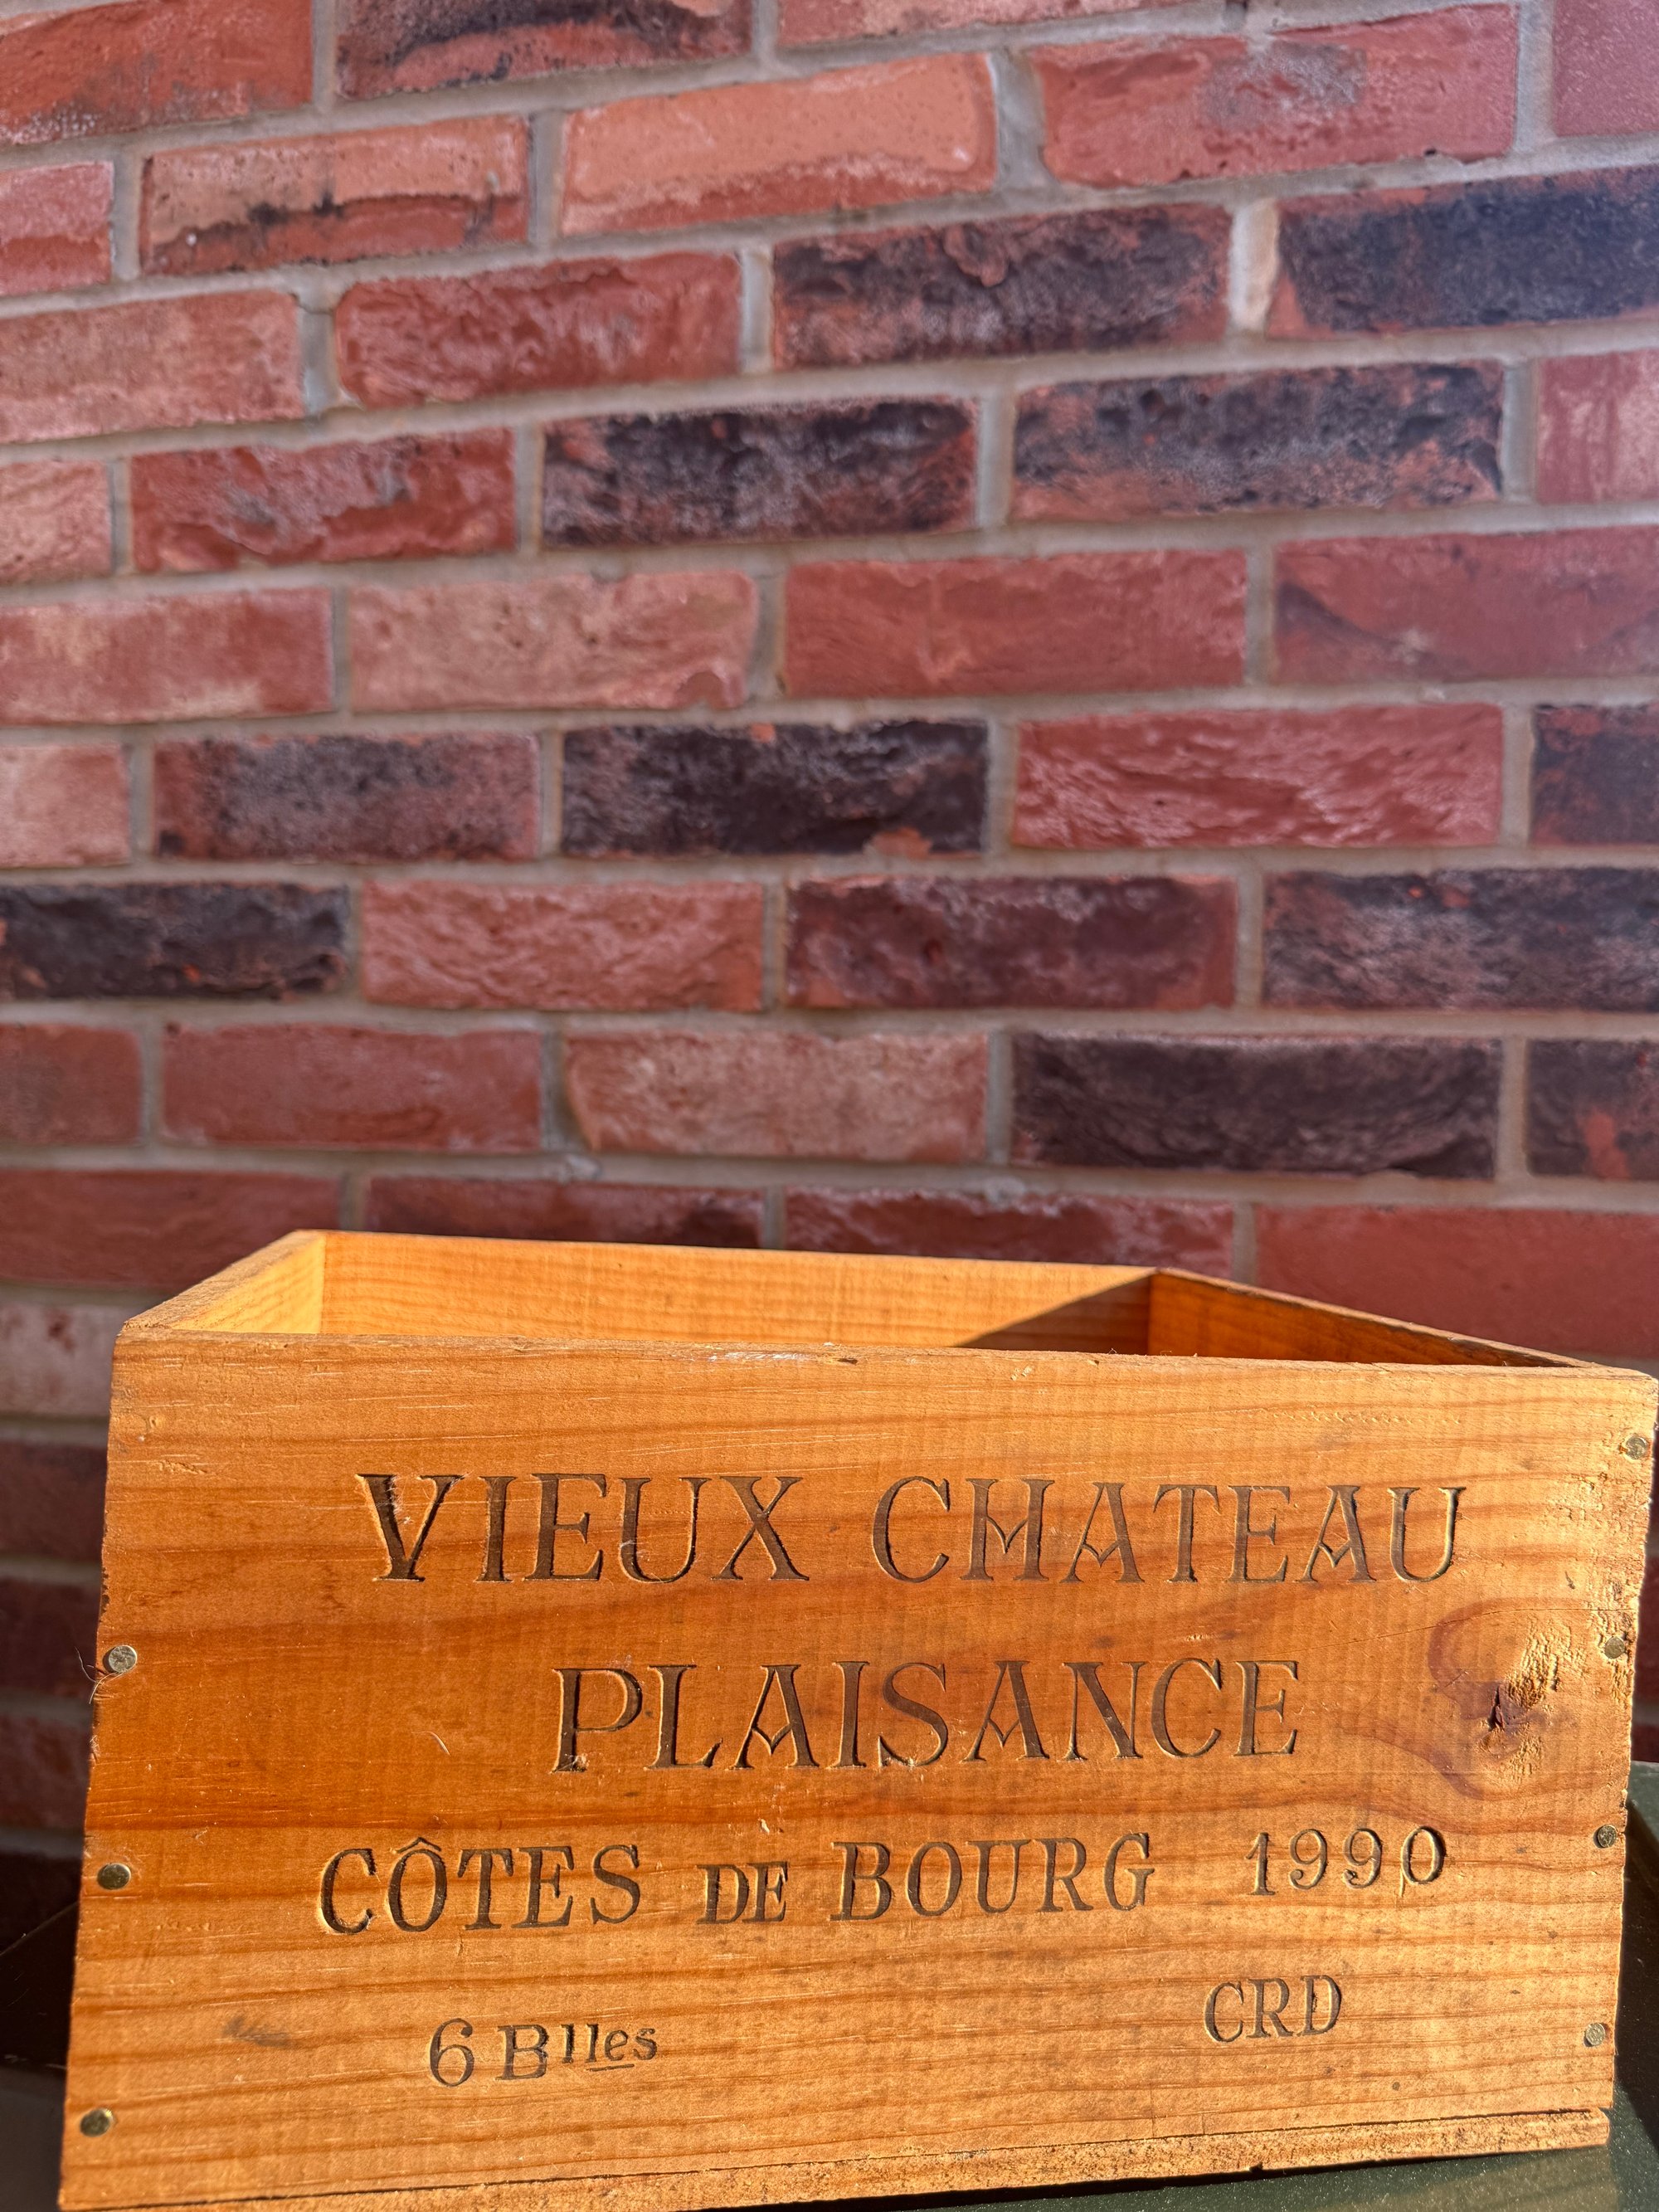 VIEUX CHATEAU
PLAISANCE
CÔTES DE BOURG 1990
6 Blles CRD